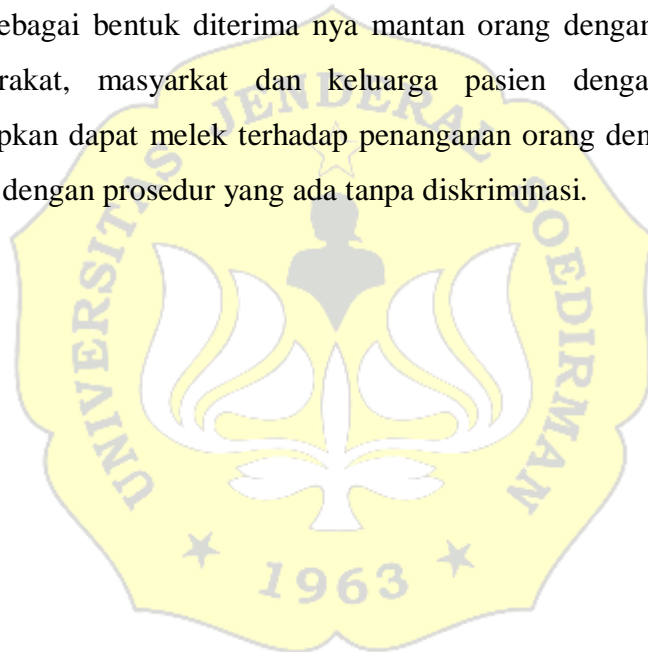 ebagai bentuk diterima nya mantan orang dengan
rakat, masyarkat dan keluarga pasien denga
pkan dapat melek terhadap penanganan orang den
dengan prosedur yang ada tanpa diskriminasi.
UNIVERSITAS JENDERAL SOEDIRMAN
1963